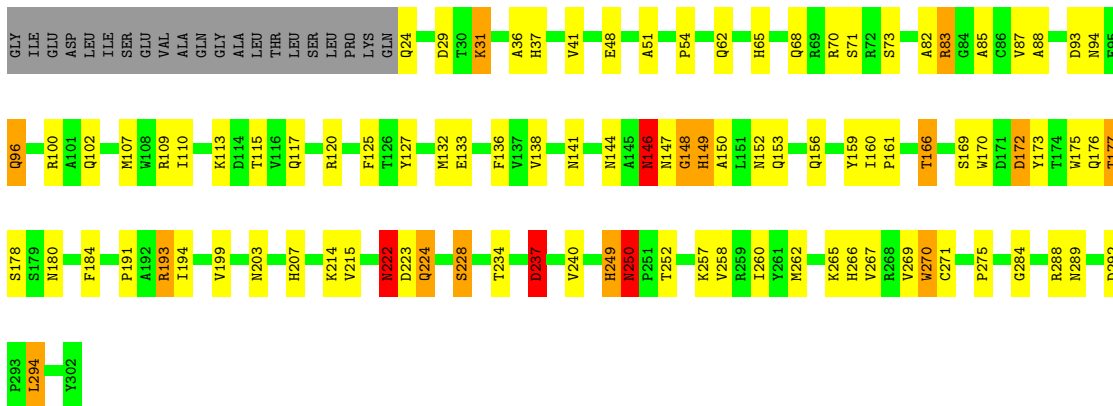 GLY ILE GLU ASP LEU ILE SER GLU VAL ALA GLN GLY ALA LEU THR LEU SER LEU PRO LYS GLN Q24 D29 T30 K31 A36 H37 V41 E48 A51 P54 Q62 H65 Q68 R69 R70 S71 R72 S73 A82 R83 G84 A85 C86 V87 A88 D93 N94 E95
Q96 R100 A101 Q102 M107 W108 R109 I110 K113 D114 T115 V116 Q117 R120 F125 T126 Y127 M132 E133 F136 V137 V138 N141 N144 A145 N146 N147 G148 H149 A150 L151 N152 Q153 Q156 Y159 I160 P161 T166 S169 W170 D171 D172 Y173 T174 W175 Q176 T177
S178 S179 N180 F184 P191 A192 R193 I194 V199 N203 H207 K214 V215 N222 D223 Q224 S228 T234 D237 V240 H249 N250 P251 T252 K257 V258 R259 I260 Y261 M262 K265 H266 V267 R268 V269 W270 C271 P275 G284 R288 N289 D292
P293 L294 Y302